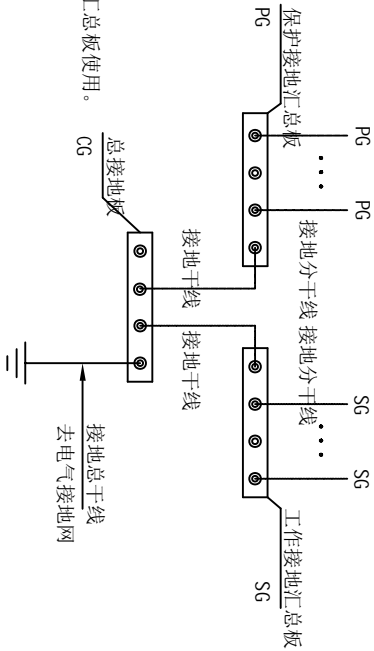 保护接地汇总板
PG
PG
PG
接地分干线
接地分干线
SG
SG
工作接地汇总板
SG
总接地板
CG
接地干线
接地干线
接地总干线
去电气接地网
汇总板使用。